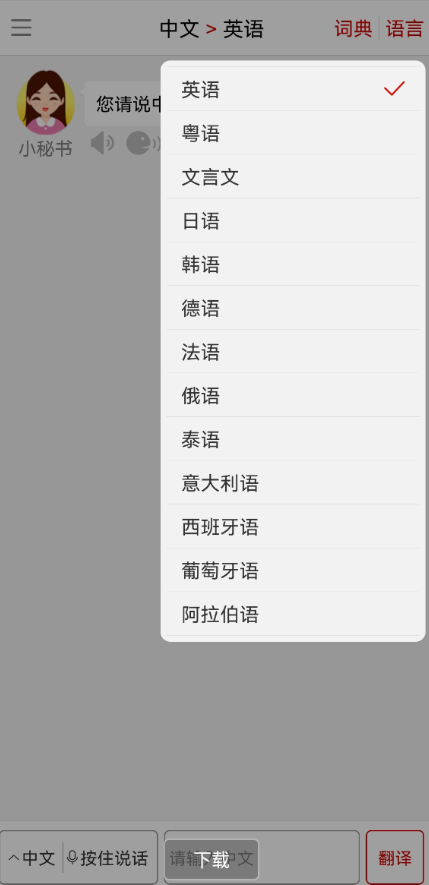 中文 > 英语
词典 语言
您请说中
小秘书
英语
粤语
文言文
日语
韩语
德语
法语
俄语
泰语
意大利语
西班牙语
葡萄牙语
阿拉伯语
中文
按住说话
请输入中文
下载
翻译